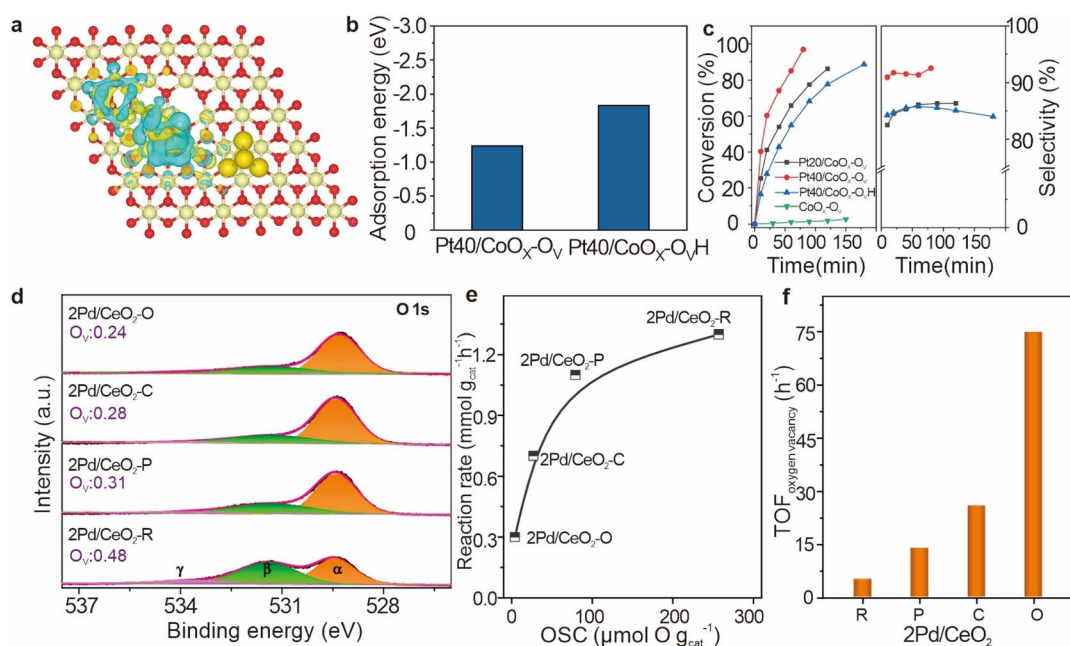 a
b
Adsorption energy (eV)
-2.5
-2.0
-1.5
-1.0
-0.5
0
Pt40/CoOX-OV
Pt40/CoOX-OVH
c
Conversion (%)
100
80
60
40
20
0
Pt20/CoOX-OV
Pt40/CoOX-OV
Pt40/CoOX-OVH
CoOX-OV
0 50 100 150
Time(min)
0 50 100 150
Time(min)
100
90
80
0
Selectivity (%)
d
O 1s
2Pd/CeO2-O
OV:0.24
2Pd/CeO2-C
OV:0.28
2Pd/CeO2-P
OV:0.31
2Pd/CeO2-R
OV:0.48
γ β α
Intensity (a.u.)
537 534 531 528
Binding energy (eV)
e
Reaction rate (mmol gcat-1h-1)
1.2
0.9
0.6
0.3
0.0
2Pd/CeO2-R
2Pd/CeO2-P
2Pd/CeO2-C
2Pd/CeO2-O
0 100 200 300
OSC (μmol O gcat-1)
f
TOFoxygen vacancy (h-1)
75
60
45
30
15
0
R P C O
2Pd/CeO2